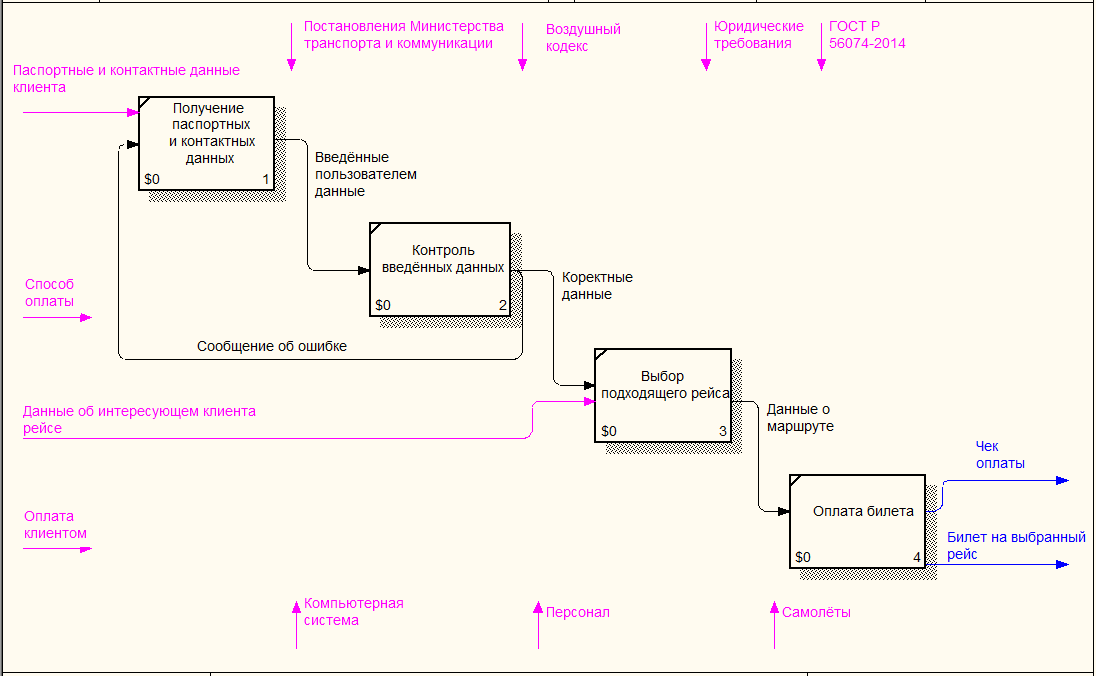 Постановления Министерства
транспорта и коммуникации
Воздушный
кодекс
Юридические
требования
ГОСТ Р
56074-2014
Паспортные и контактные данные
клиента
Получение
паспортных
и контактных
данных
$0
1
Введённые
пользователем
данные
Контроль
введённых данных
$0
2
Способ
оплаты
Коректные
данные
Сообщение об ошибке
Выбор
подходящего рейса
$0
3
Данные об интересующем клиента
рейсе
Данные о
маршруте
Чек
оплаты
Оплата билета
$0
4
Оплата
клиентом
Билет на выбранный
рейс
Компьютерная
система
Персонал
Самолёты